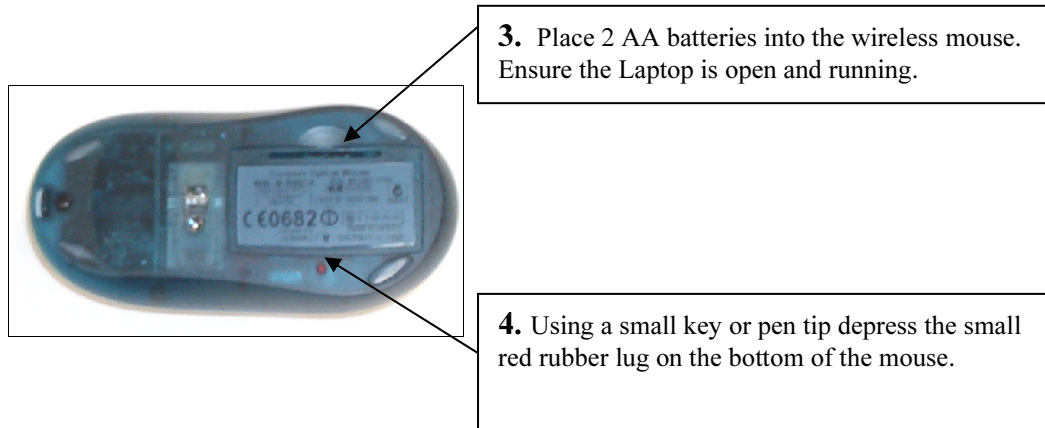 3. Place 2 AA batteries into the wireless mouse.
Ensure the Laptop is open and running.
Cordless Optical Mouse
CE0682
4. Using a small key or pen tip depress the small
red rubber lug on the bottom of the mouse.